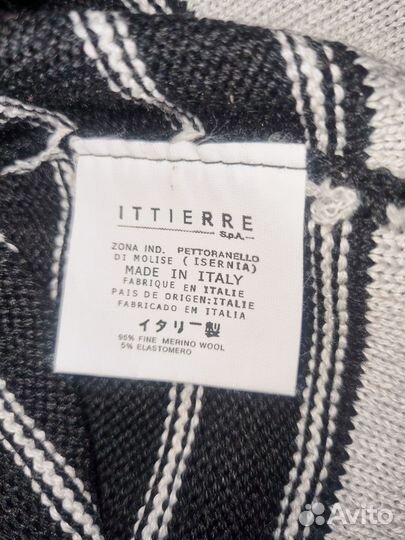 ITTIERRE
S.p.A.
ZONA IND. PETTORANELLO
DI MOLISE ( ISERNIA)
MADE IN ITALY
FABRIQUE EN ITALIE
PAIS DE ORIGEN:ITALIE
FABRICADO EM ITALIA
イタリー製
95% FINE MERINO WOOL
5% ELASTOMERO
Avito